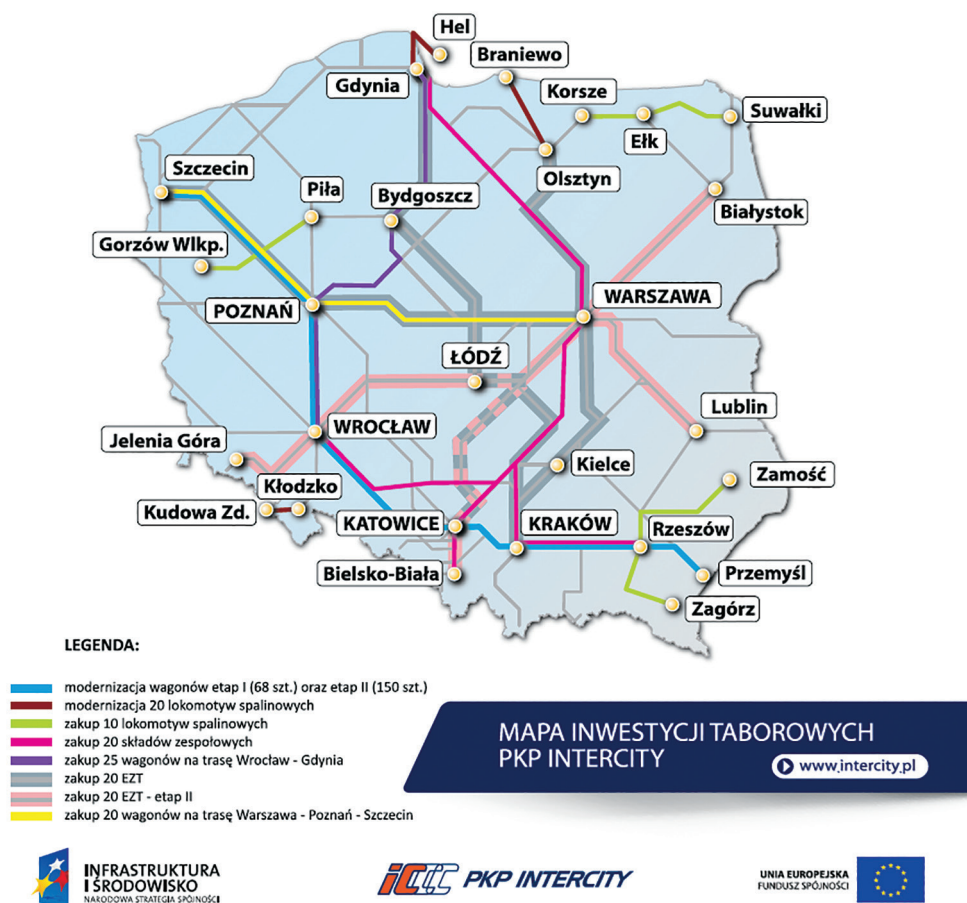 Hel
Braniewo
Gdynia
Korsze
Suwałki
Ełk
Szczecin
Olsztyn
Piła
Bydgoszcz
Białystok
Gorzów Wlkp.
WARSZAWA
POZNAŃ
ŁÓDŹ
Lublin
WROCŁAW
Jelenia Góra
Kielce
Zamość
Kłodzko
Kudowa Zd.
KATOWICE
KRAKÓW
Rzeszów
Bielsko-Biała
Przemyśl
Zagórz
LEGENDA:
modernizacja wagonów etap I (68 szt.) oraz etap II (150 szt.)
modernizacja 20 lokomotyw spalinowych
zakup 10 lokomotyw spalinowych
zakup 20 składów zespołowych
zakup 25 wagonów na trasę Wrocław - Gdynia
zakup 20 EZT
zakup 20 EZT - etap II
zakup 20 wagonów na trasę Warszawa - Poznań - Szczecin
MAPA INWESTYCJI TABOROWYCH
PKP INTERCITY
www.intercity.pl
INFRASTRUKTURA
I ŚRODOWISKO
NARODOWA STRATEGIA SPÓJNOŚCI
PKP INTERCITY
UNIA EUROPEJSKA
FUNDUSZ SPÓJNOŚCI